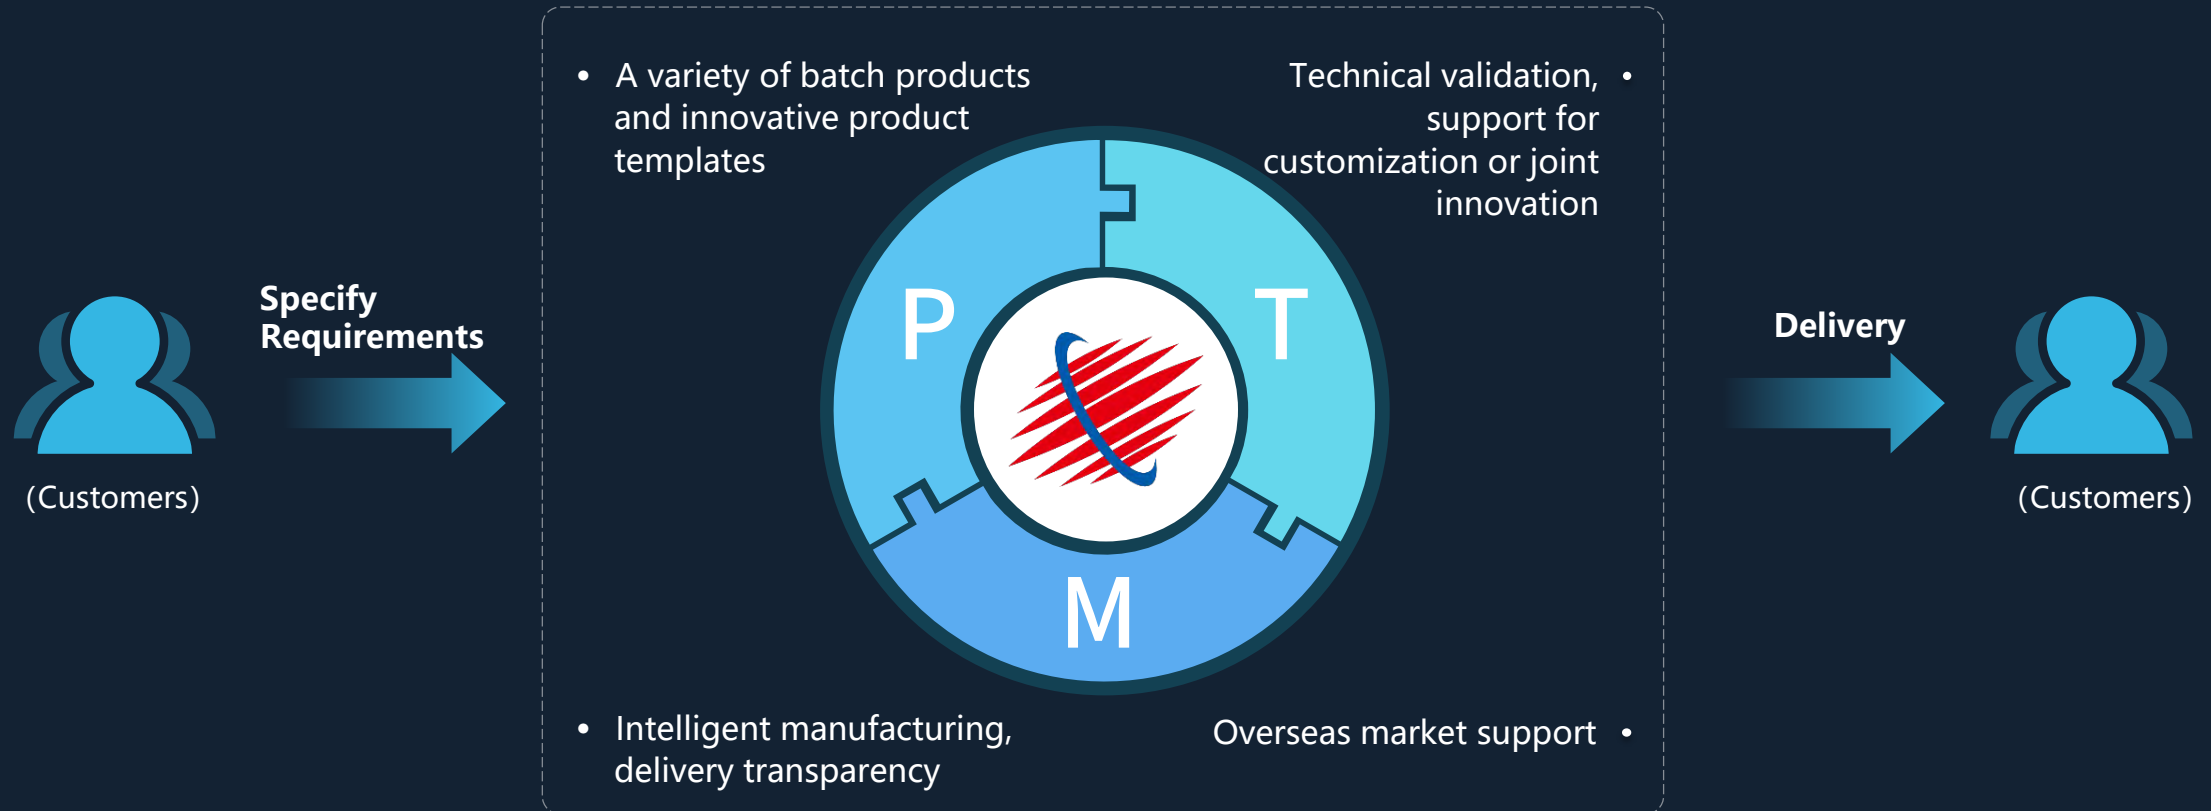 (Customers)
Specify
Requirements
• A variety of batch products
and innovative product
templates
Technical validation, •
support for
customization or joint
innovation
P
T
M
• Intelligent manufacturing,
delivery transparency
Overseas market support •
Delivery
(Customers)